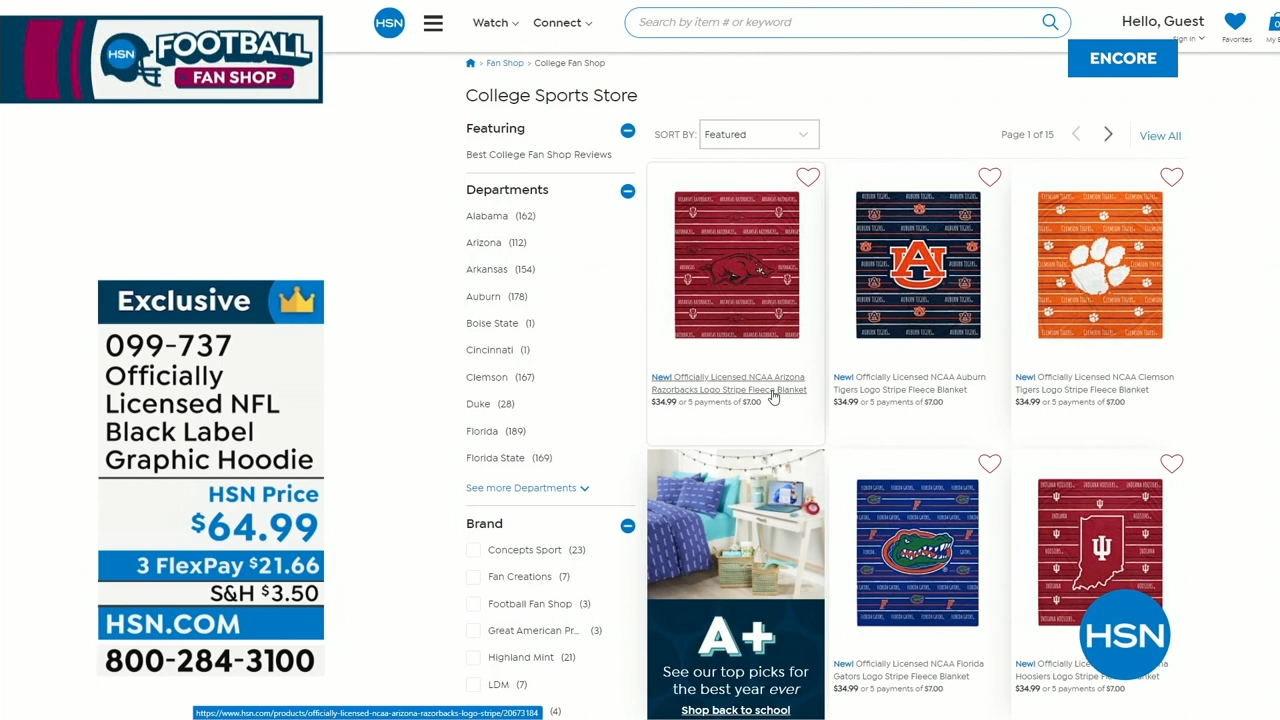 HSN
FOOTBALL
FAN SHOP
HSN
Watch
Connect
Search by item # or keyword
Hello, Guest
Sign In
Favorites
ENCORE
> Fan Shop > College Fan Shop
College Sports Store
Featuring
Best College Fan Shop Reviews
Departments
Alabama (162)
Arizona (112)
Arkansas (154)
Auburn (178)
Boise State (1)
Cincinnati (1)
Clemson (167)
Duke (28)
Florida (189)
Florida State (169)
See more Departments
Brand
Concepts Sport (23)
Fan Creations (7)
Football Fan Shop (3)
Great American Pr... (3)
Highland Mint (21)
LDM (7)
(4)
SORT BY: Featured
Page 1 of 15
View All
New! Officially Licensed NCAA Arizona
Razorbacks Logo Stripe Fleece Blanket
$34.99 or 5 payments of $7.00
New! Officially Licensed NCAA Auburn
Tigers Logo Stripe Fleece Blanket
$34.99 or 5 payments of $7.00
New! Officially Licensed NCAA Clemson
Tigers Logo Stripe Fleece Blanket
$34.99 or 5 payments of $7.00
A+
See our top picks for
the best year ever
Shop back to school!
New! Officially Licensed NCAA Florida
Gators Logo Stripe Fleece Blanket
$34.99 or 5 payments of $7.00
New! Officially
Hoosiers Logo Stripe
$34.99 or 5 payments of $7.00
HSN
Exclusive
099-737
Officially
Licensed NFL
Black Label
Graphic Hoodie
HSN Price
$64.99
3 FlexPay $21.66
S&H $3.50
HSN.COM
800-284-3100
https://www.hsn.com/products/officially-licensed-ncaa-arizona-razorbacks-logo-stripe/20673184